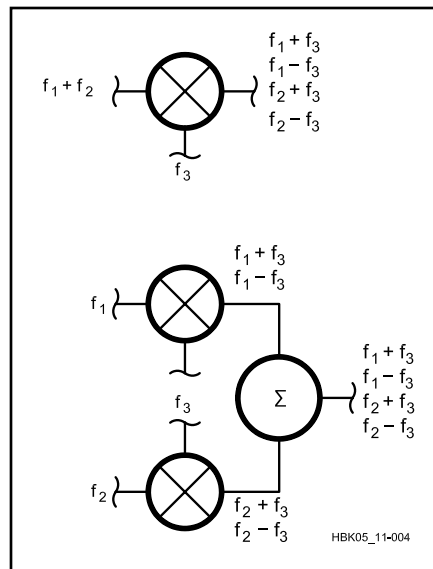 f₁ + f₂
f₁ + f₃
f₁ – f₃
f₂ + f₃
f₂ – f₃
f₃
f₁ + f₃
f₁ – f₃
f₁
f₃
Σ
f₁ + f₃
f₁ – f₃
f₂ + f₃
f₂ – f₃
f₂
f₂ + f₃
f₂ – f₃
HBK05_11-004